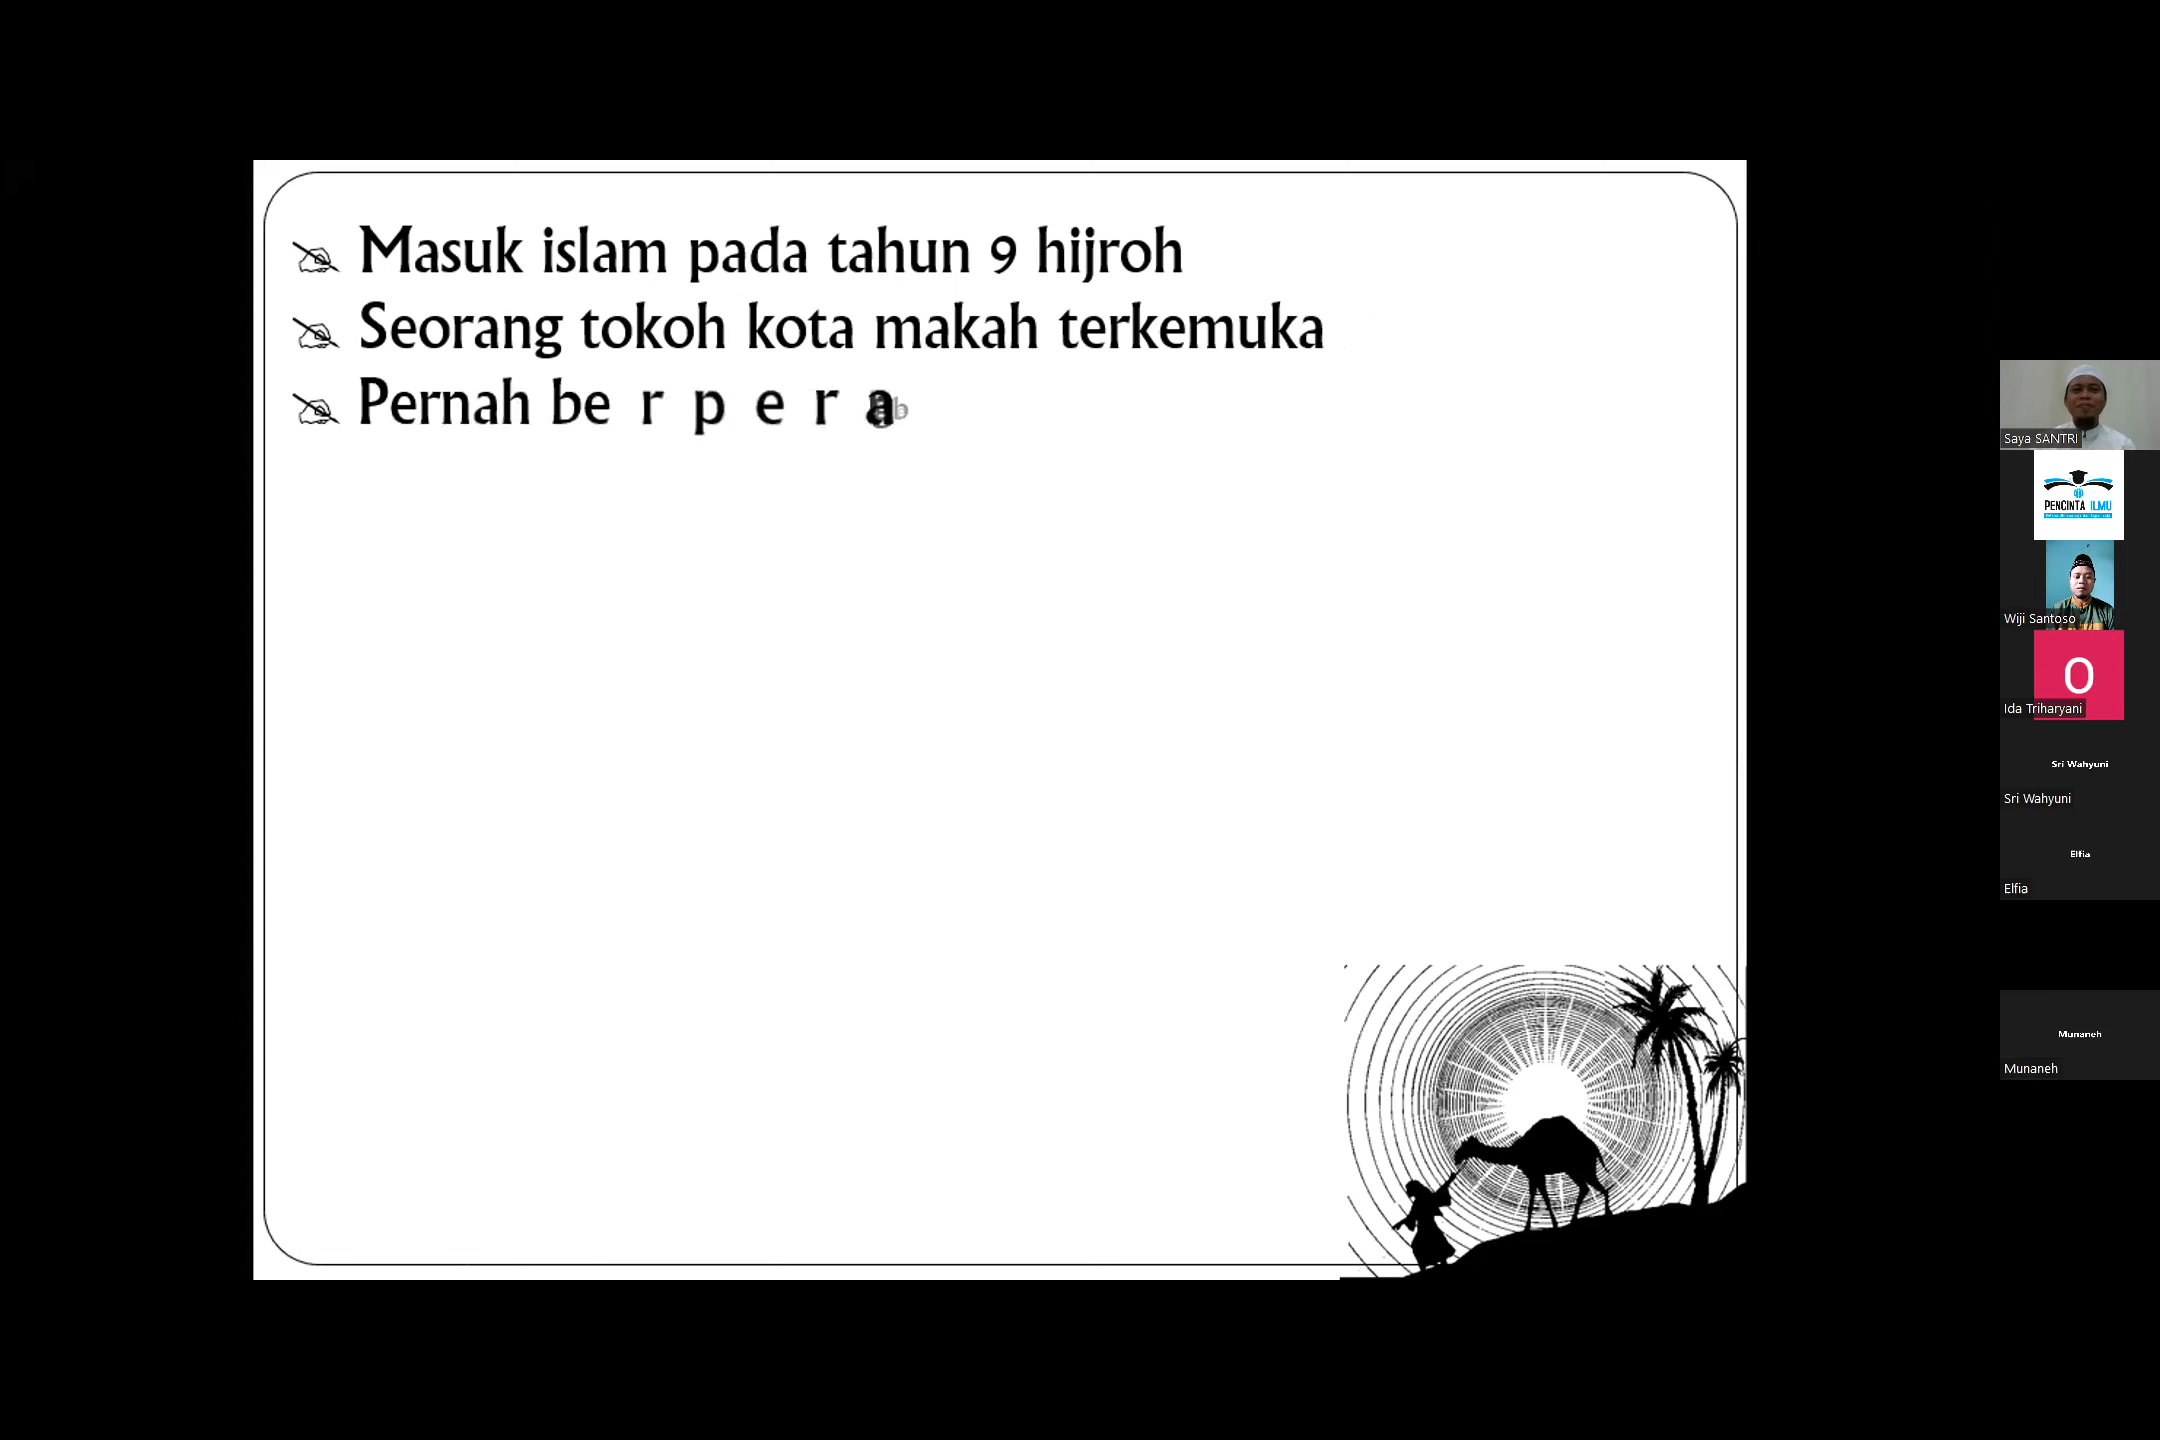 Masuk islam pada tahun 9 hijroh
Seorang tokoh kota makah terkemuka
Pernah be r p e r a
Saya SANTRI
PENCINTA ILMU
Wiji Santoso
O
Ida Triharyani
Sri Wahyuni
Sri Wahyuni
Elfia
Elfia
Munaneh
Munaneh